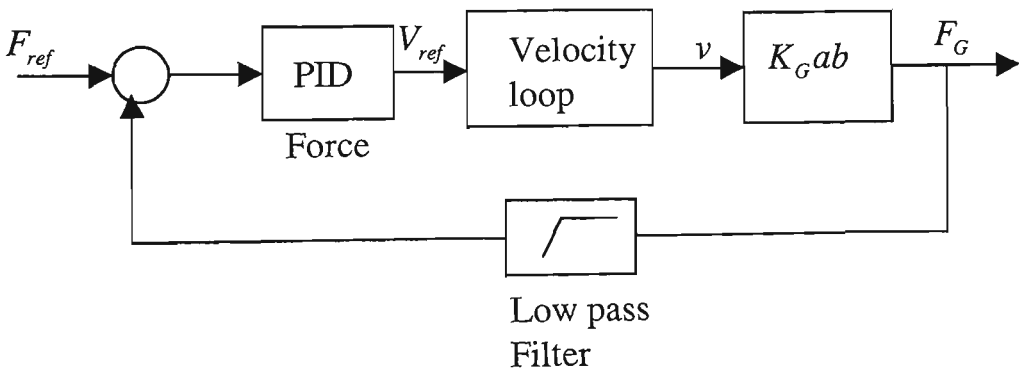 F_ref
PID
Force
V_ref
Velocity
loop
v
K_G ab
F_G
Low pass
Filter